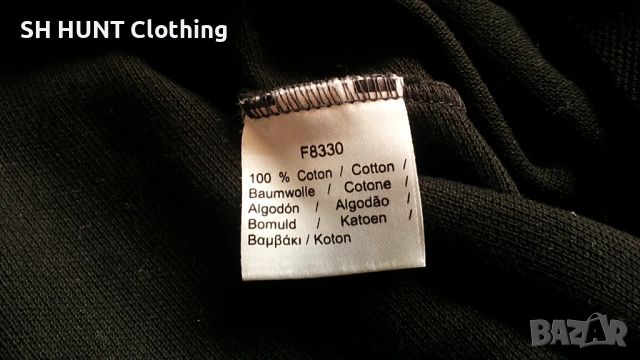 SH HUNT Clothing
F8330
100 % Coton / Cotton /
Baumwolle / Cotone /
Algodón / Algodão /
Bomuld / Katoen /
Βαμβάκι / Koton
BAZAR